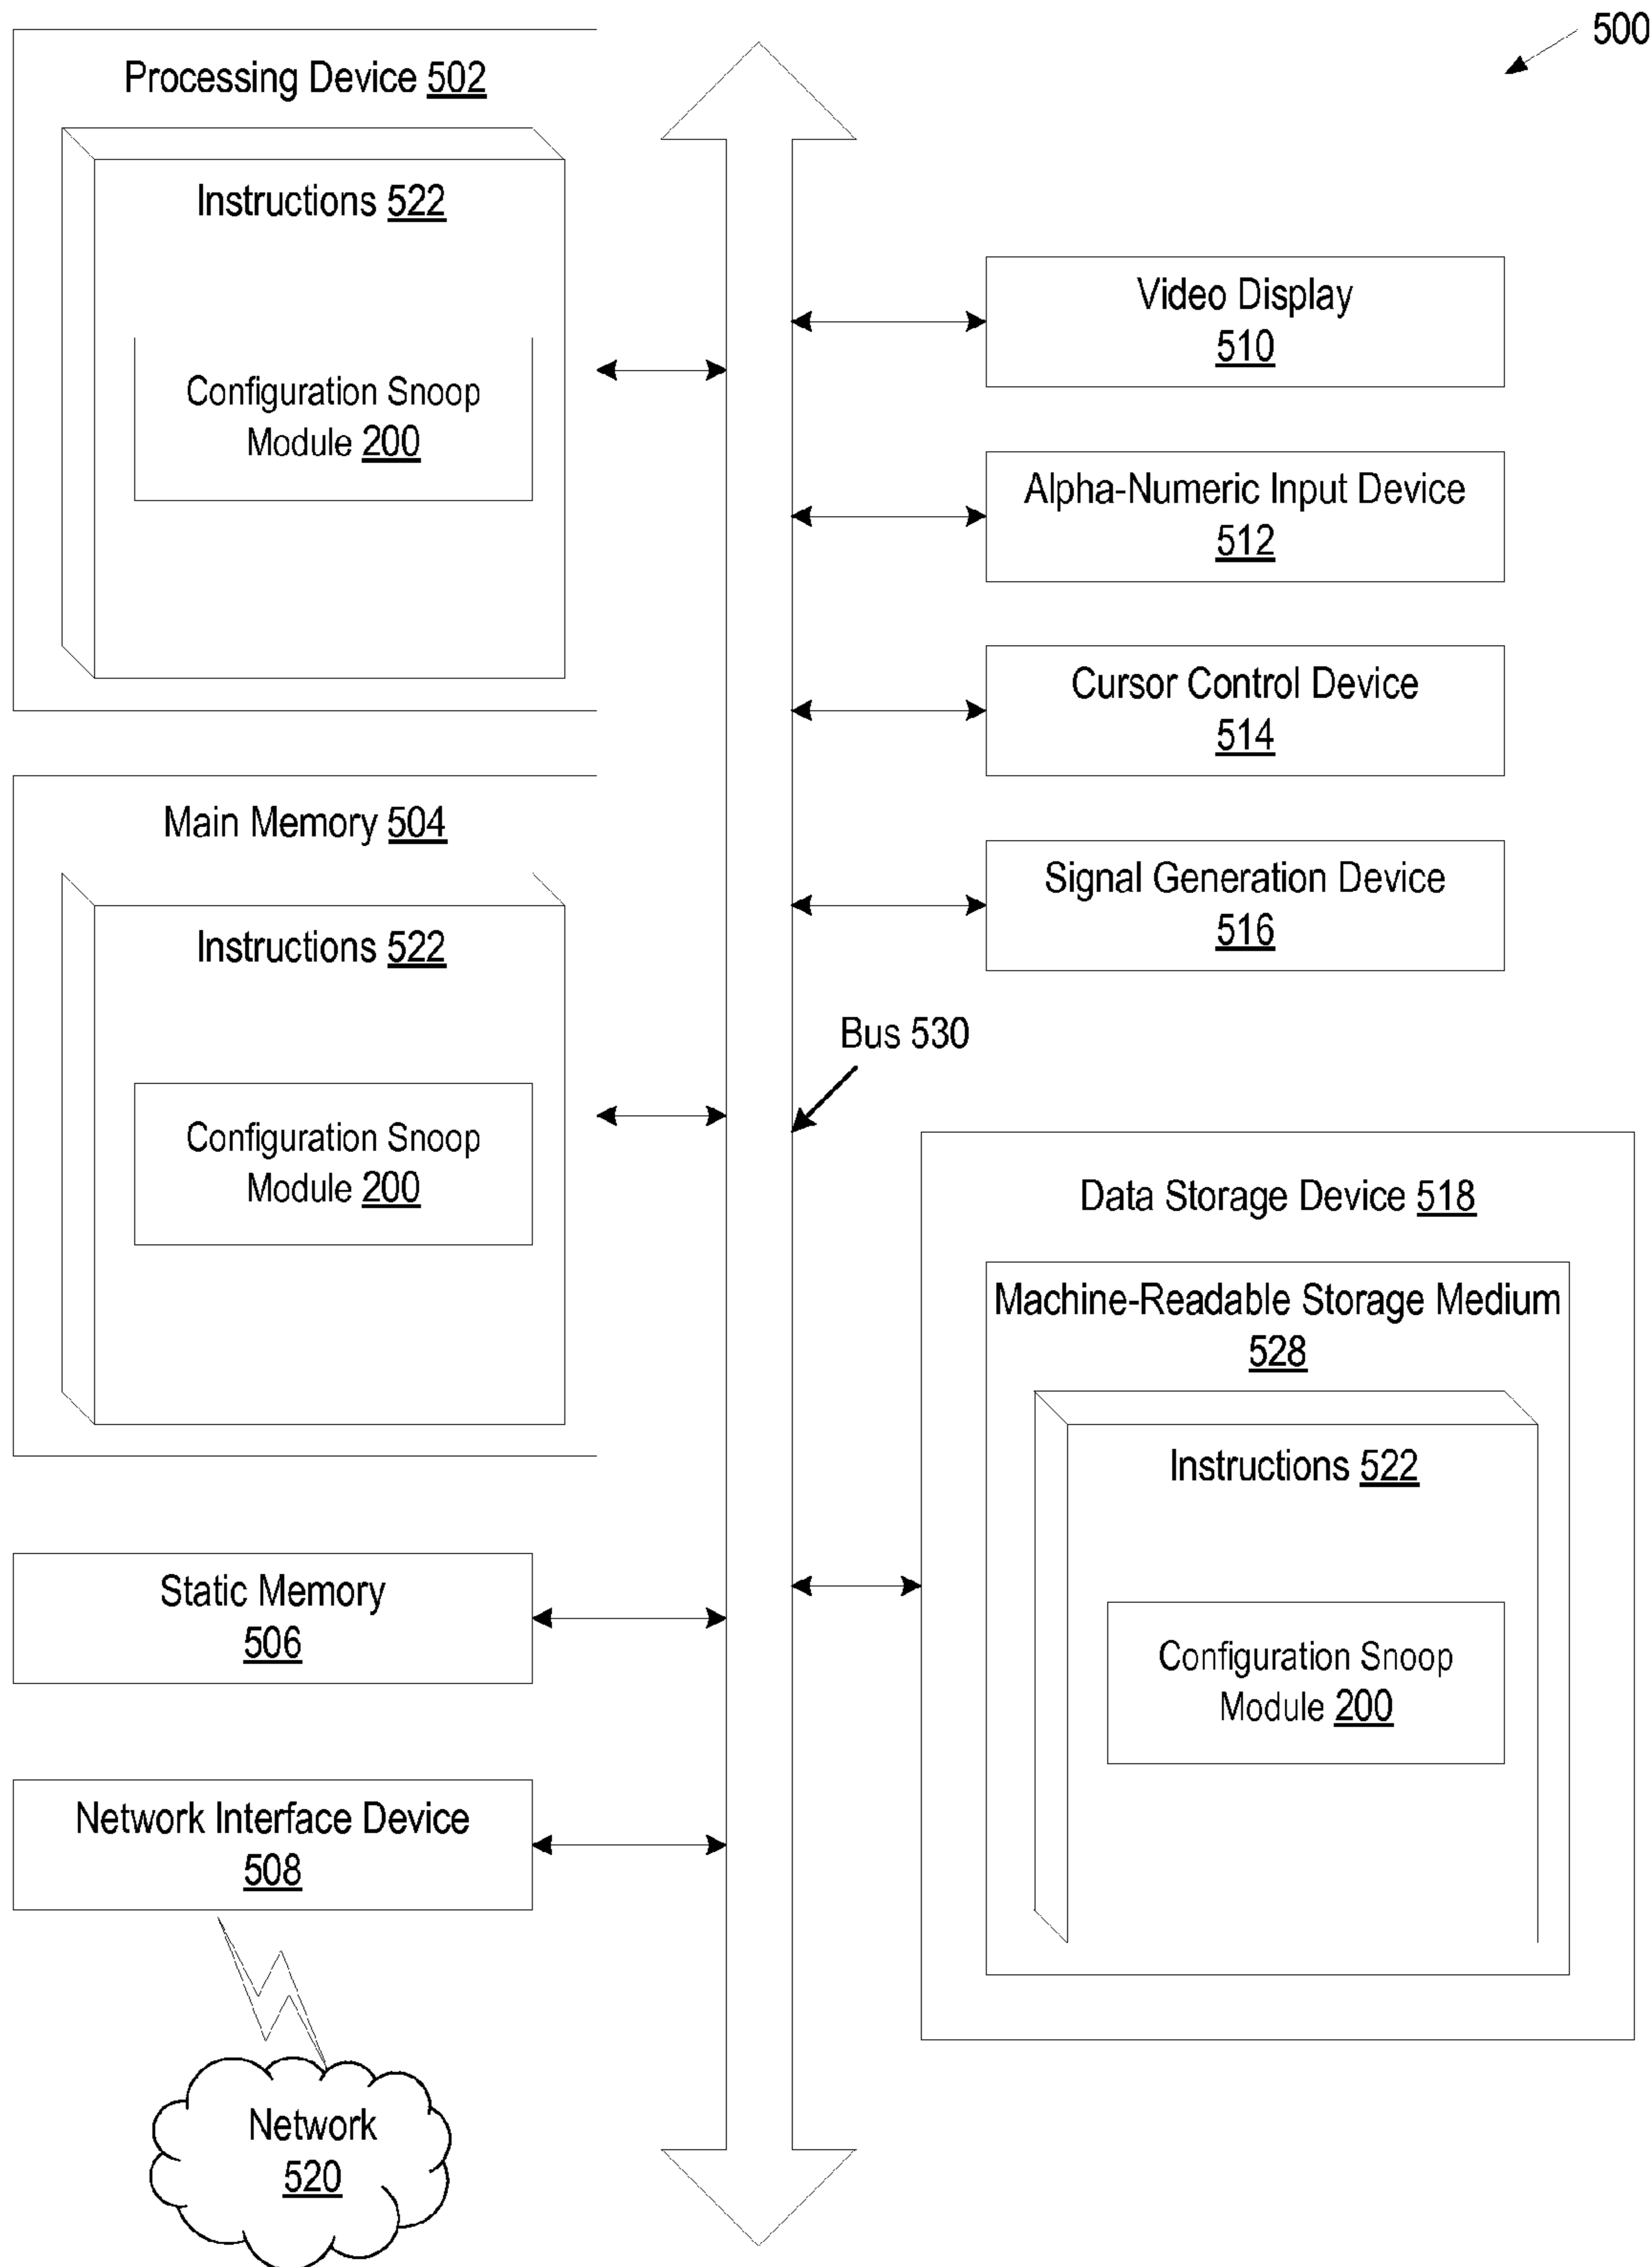 500
Processing Device 502
Instructions 522
Configuration Snoop
Module 200
Main Memory 504
Instructions 522
Configuration Snoop
Module 200
Static Memory
506
Network Interface Device
508
Network
520
Video Display
510
Alpha-Numeric Input Device
512
Cursor Control Device
514
Signal Generation Device
516
Bus 530
Data Storage Device 518
Machine-Readable Storage Medium
528
Instructions 522
Configuration Snoop
Module 200